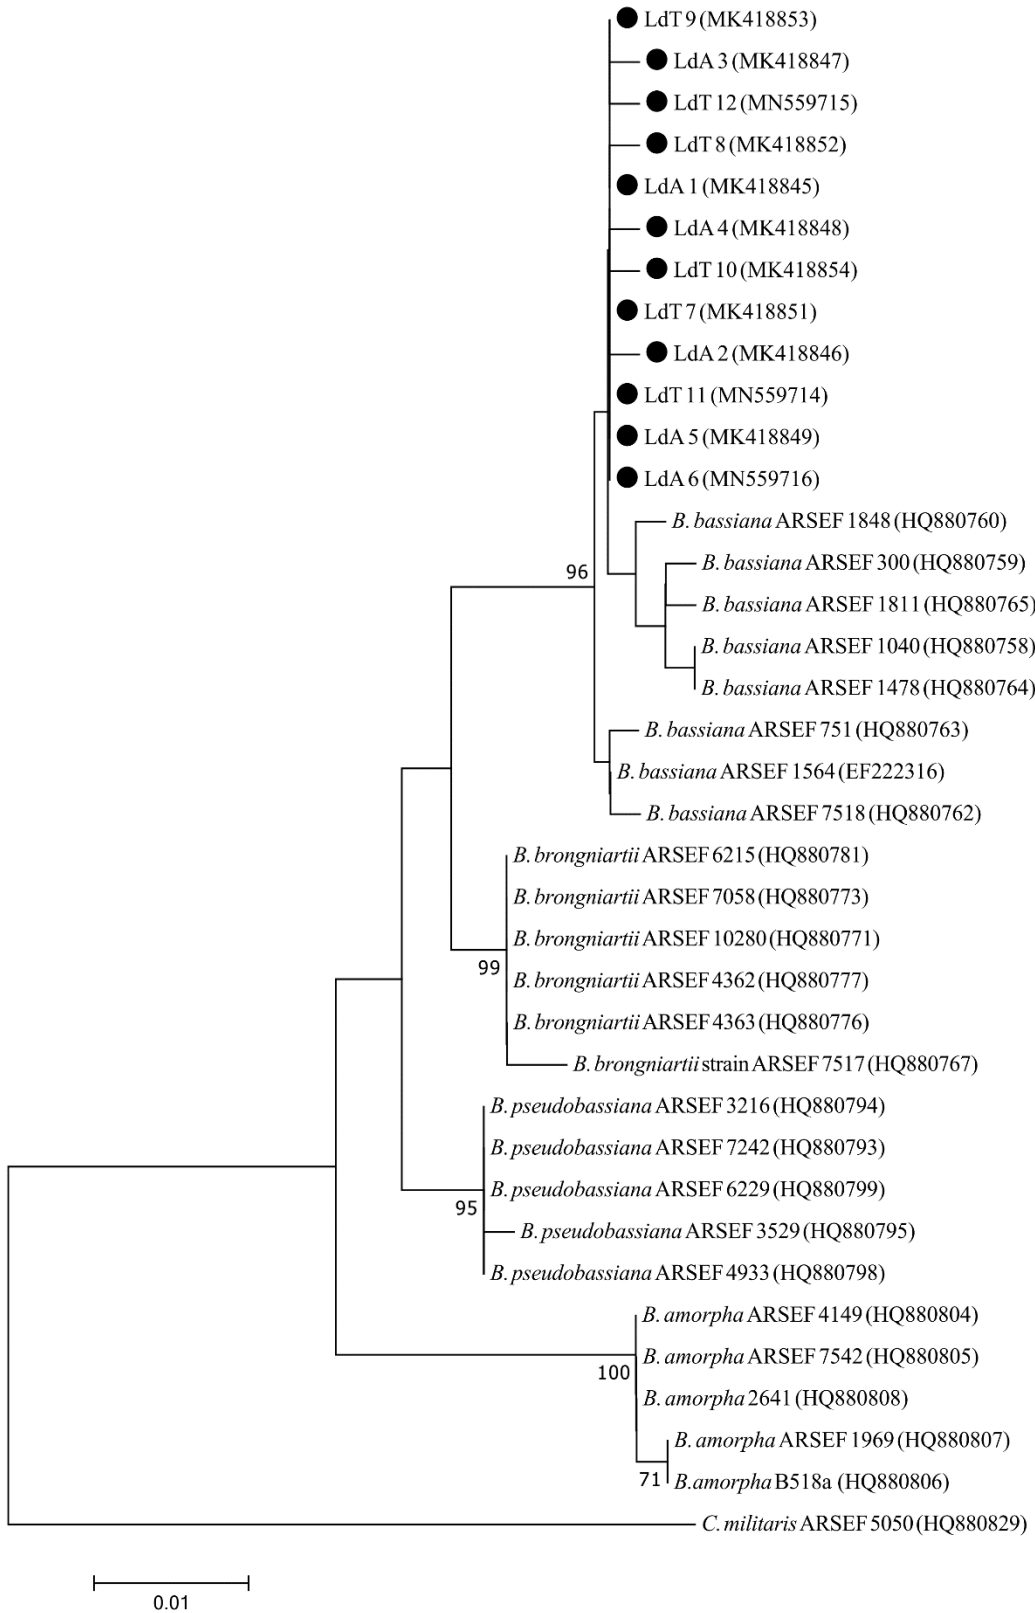 LdT 9 (MK418853)
LdA 3 (MK418847)
LdT 12 (MN559715)
LdT 8 (MK418852)
LdA 1 (MK418845)
LdA 4 (MK418848)
LdT 10 (MK418854)
LdT 7 (MK418851)
LdA 2 (MK418846)
LdT 11 (MN559714)
LdA 5 (MK418849)
LdA 6 (MN559716)
B. bassiana ARSEF 1848 (HQ880760)
B. bassiana ARSEF 300 (HQ880759)
96
B. bassiana ARSEF 1811 (HQ880765)
B. bassiana ARSEF 1040 (HQ880758)
B. bassiana ARSEF 1478 (HQ880764)
B. bassiana ARSEF 751 (HQ880763)
B. bassiana ARSEF 1564 (EF222316)
B. bassiana ARSEF 7518 (HQ880762)
B. brongniartii ARSEF 6215 (HQ880781)
B. brongniartii ARSEF 7058 (HQ880773)
B. brongniartii ARSEF 10280 (HQ880771)
99
B. brongniartii ARSEF 4362 (HQ880777)
B. brongniartii ARSEF 4363 (HQ880776)
B. brongniartii strain ARSEF 7517 (HQ880767)
B. pseudobassiana ARSEF 3216 (HQ880794)
B. pseudobassiana ARSEF 7242 (HQ880793)
B. pseudobassiana ARSEF 6229 (HQ880799)
95
B. pseudobassiana ARSEF 3529 (HQ880795)
B. pseudobassiana ARSEF 4933 (HQ880798)
B. amorpha ARSEF 4149 (HQ880804)
B. amorpha ARSEF 7542 (HQ880805)
100
B. amorpha 2641 (HQ880808)
B. amorpha ARSEF 1969 (HQ880807)
71
B.amorpha B518a (HQ880806)
C. militaris ARSEF 5050 (HQ880829)
0.01